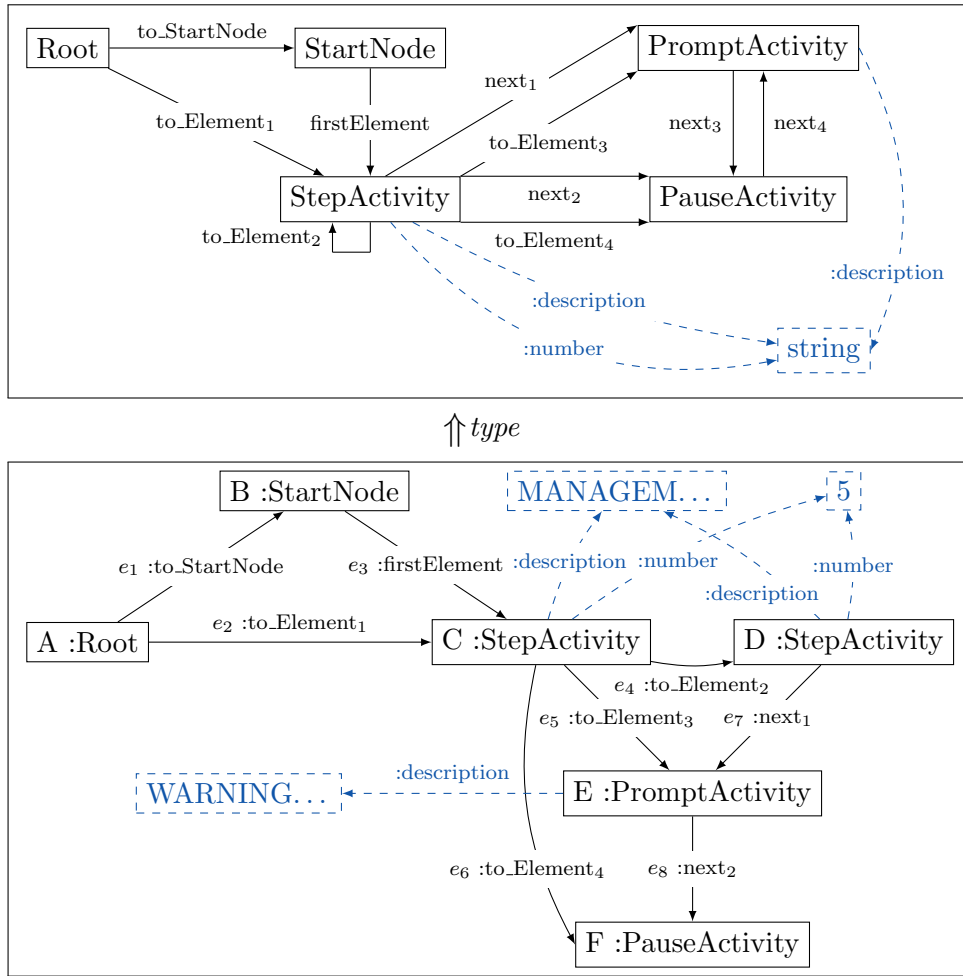 to_StartNode
Root
StartNode
PromptActivity
next₁
to_Element₁
firstElement
to_Element₃
next₃
next₄
StepActivity
PauseActivity
next₂
to_Element₂
to_Element₄
:description
:description
:number
string
⇑ type
B :StartNode
MANAGEM...
5
e₁ :to_StartNode
e₃ :firstElement
:description
:number
:number
:description
e₂ :to_Element₁
A :Root
C :StepActivity
D :StepActivity
e₄ :to_Element₂
e₅ :to_Element₃
e₇ :next₁
:description
WARNING...
E :PromptActivity
e₆ :to_Element₄
e₈ :next₂
F :PauseActivity